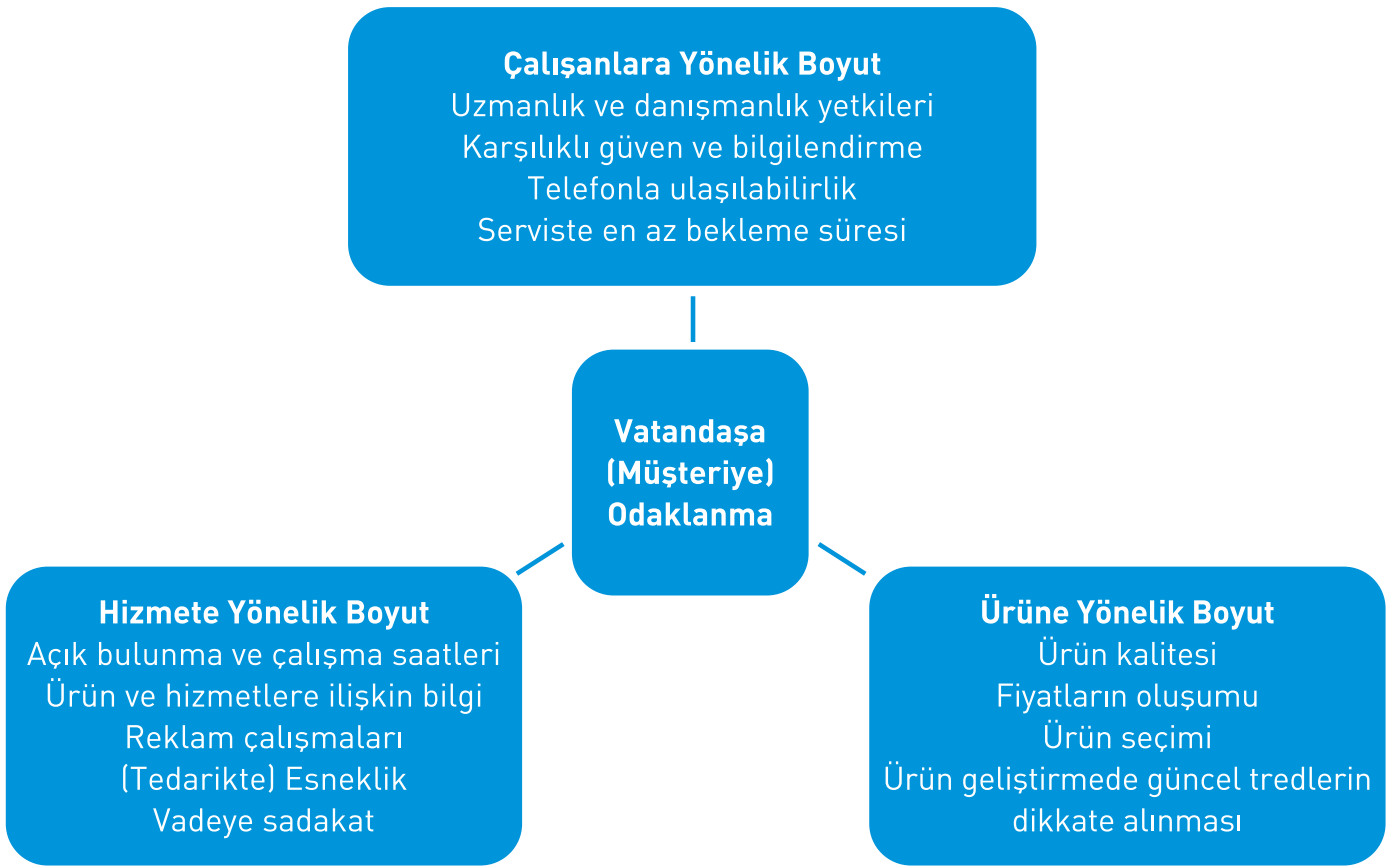 Çalışanlara Yönelik Boyut
Uzmanlık ve danışmanlık yetkileri
Karşılıklı güven ve bilgilendirme
Telefonla ulaşılabilirlik
Serviste en az bekleme süresi
Vatandaşa
(Müşteriye)
Odaklanma
Hizmete Yönelik Boyut
Açık bulunma ve çalışma saatleri
Ürün ve hizmetlere ilişkin bilgi
Reklam çalışmaları
(Tedarikte) Esneklik
Vadeye sadakat
Ürüne Yönelik Boyut
Ürün kalitesi
Fiyatların oluşumu
Ürün seçimi
Ürün geliştirmede güncel tredlerin
dikkate alınması